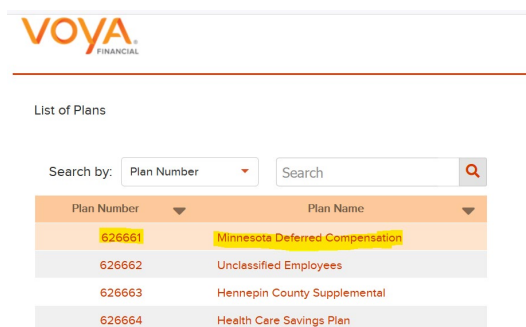 VOYA
FINANCIAL
List of Plans
Search by: Plan Number Search
Plan Number Plan Name
626661 Minnesota Deferred Compensation
626662 Unclassified Employees
626663 Hennepin County Supplemental
626664 Health Care Savings Plan